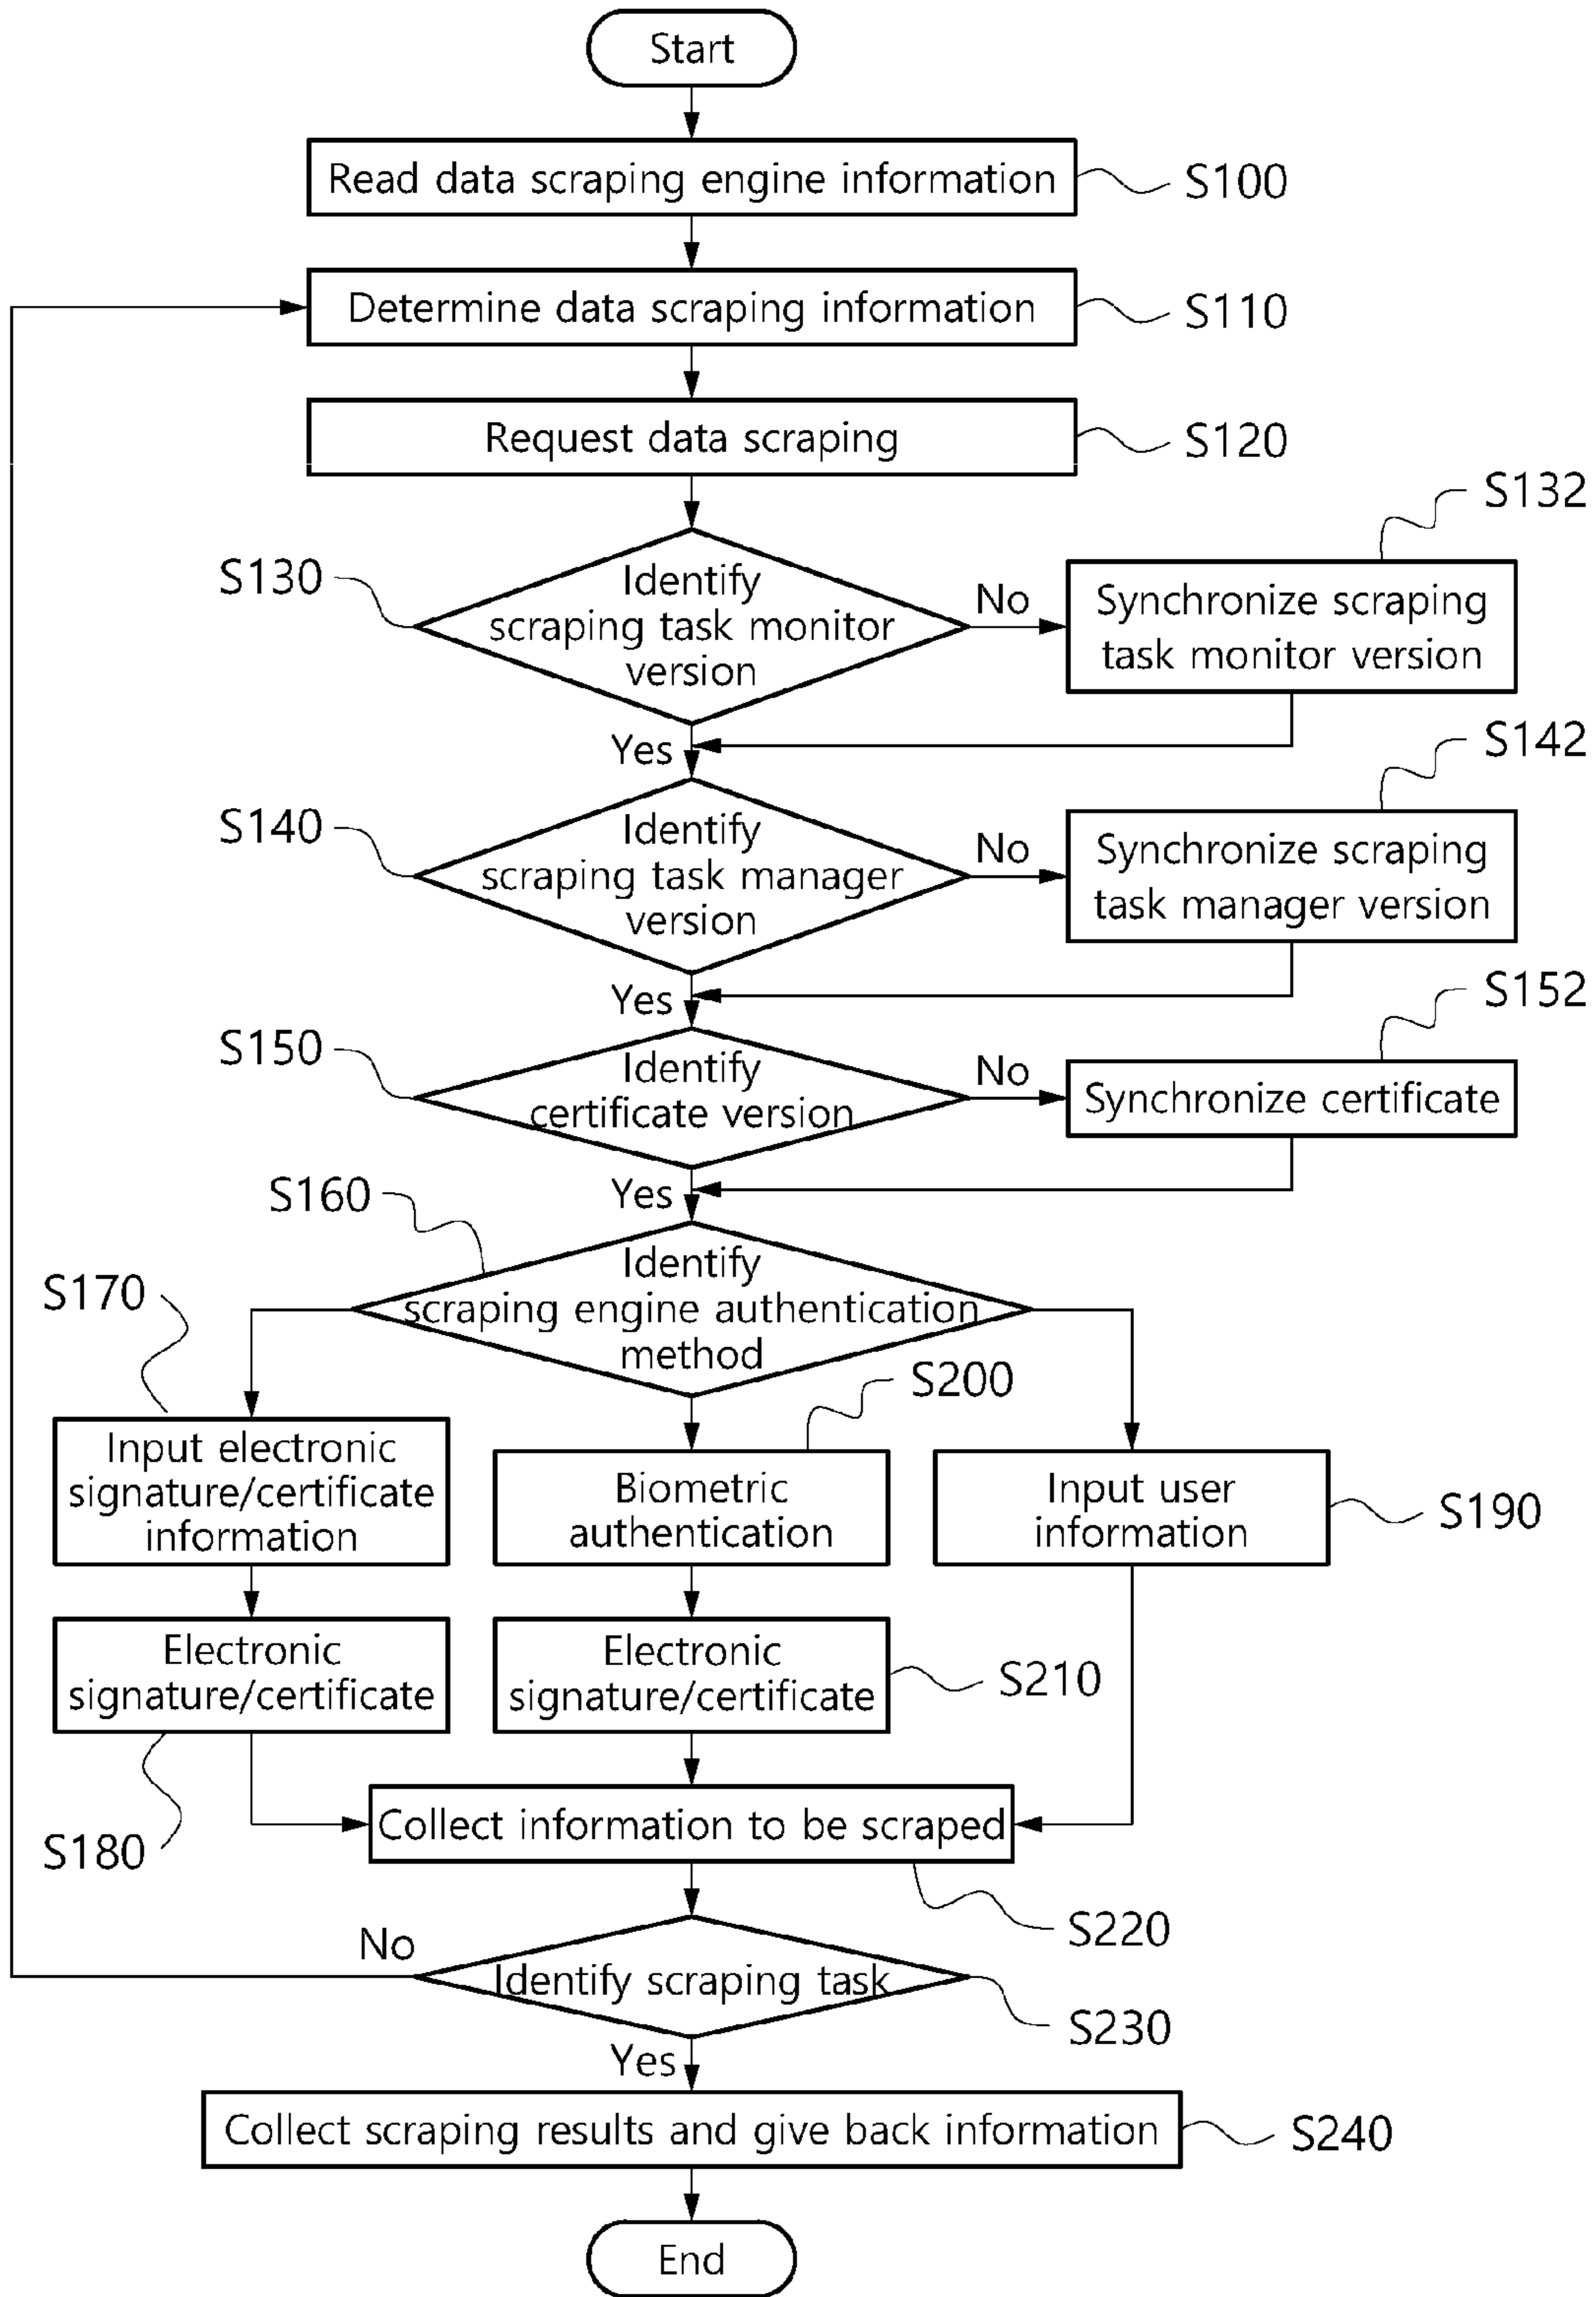 Start
Read data scraping engine information
S100
Determine data scraping information
S110
Request data scraping
S120
S132
S130
Identify
scraping task monitor
version
No
Synchronize scraping
task monitor version
Yes
S142
S140
Identify
scraping task manager
version
No
Synchronize scraping
task manager version
Yes
S152
S150
Identify
certificate version
No
Synchronize certificate
Yes
S160
Identify
scraping engine authentication
method
S170
S200
Input electronic
signature/certificate
information
Biometric
authentication
Input user
information
S190
Electronic
signature/certificate
Electronic
signature/certificate
S210
S180
Collect information to be scraped
S220
No
Identify scraping task
S230
Yes
Collect scraping results and give back information
S240
End